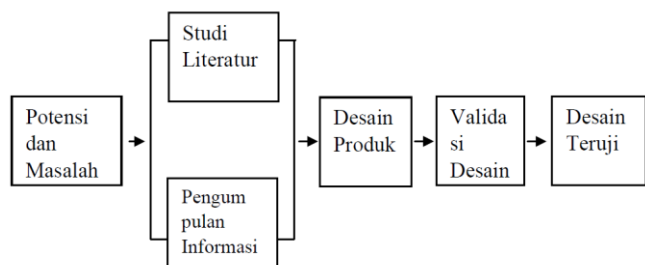 Potensi
dan
Masalah
Studi
Literatur
Pengum
pulan
Informasi
Desain
Produk
Valida
si
Desain
Desain
Teruji